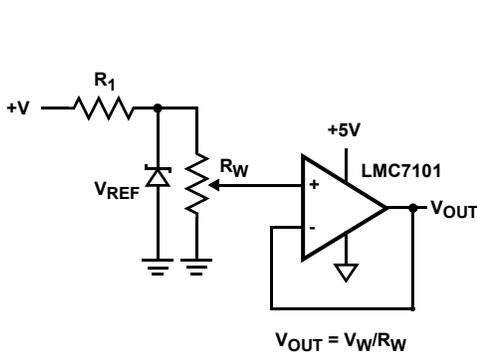 R1
+V
+5V
RW
LMC7101
VREF
+
VOUT
-
VOUT = VW/RW